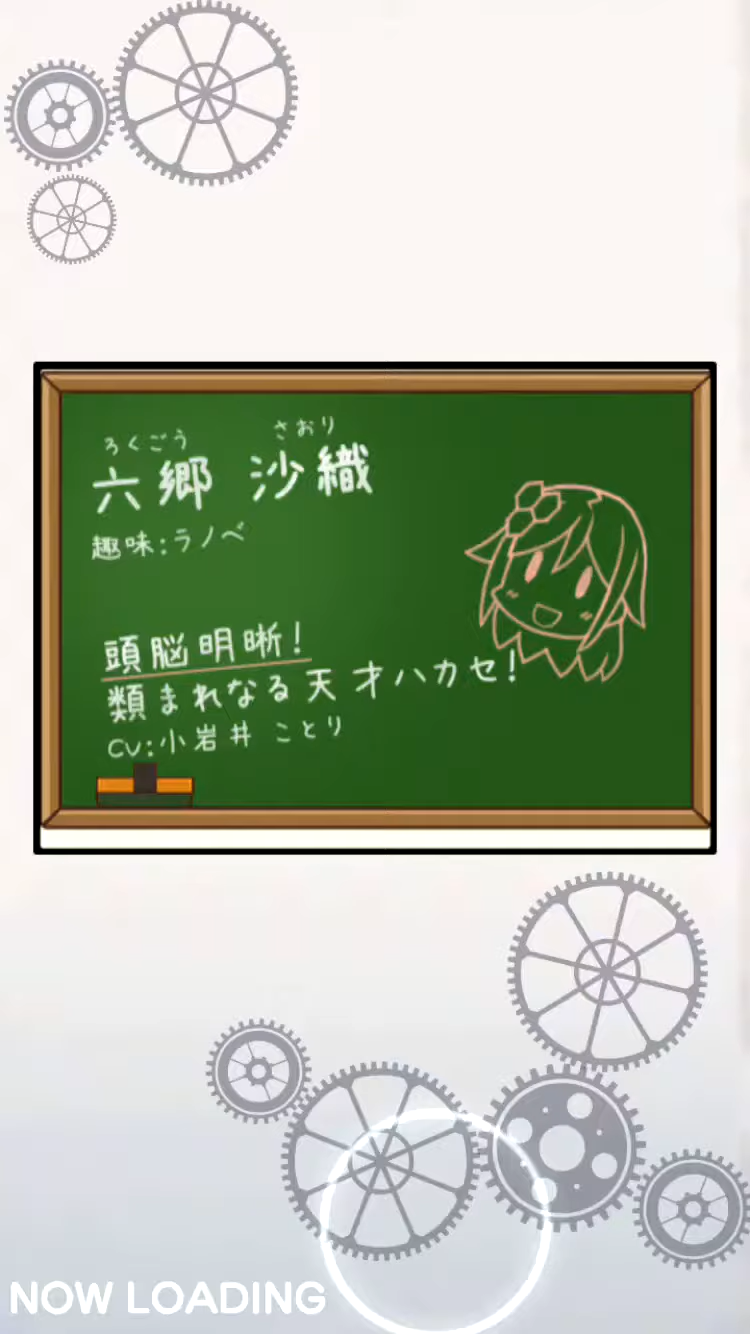 ろくごう さおり
六郷 沙織
趣味:ラノベ
頭脳明晰!
類まれなる天才ハカセ!
CV:小岩井 ことり
NOW LOADING